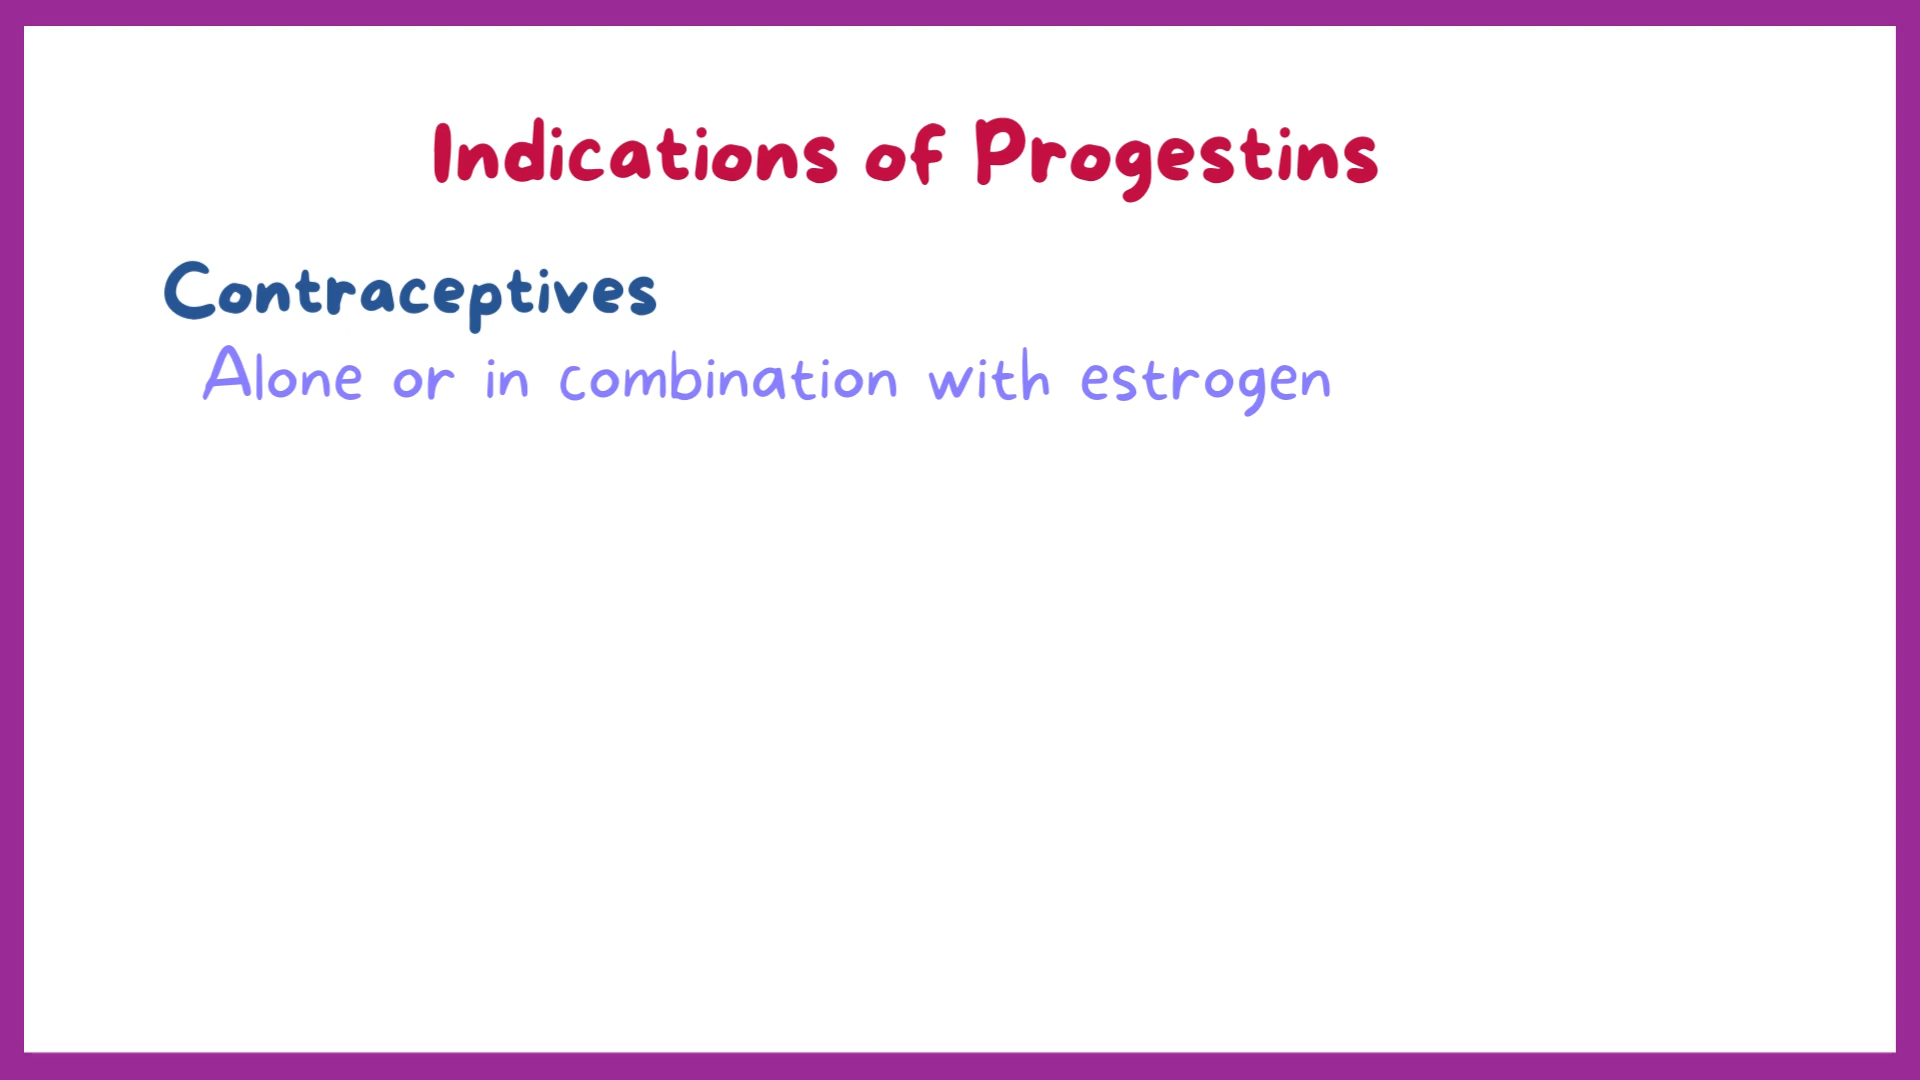 Indications of Progestins
Contraceptives
Alone or in combination with estrogen